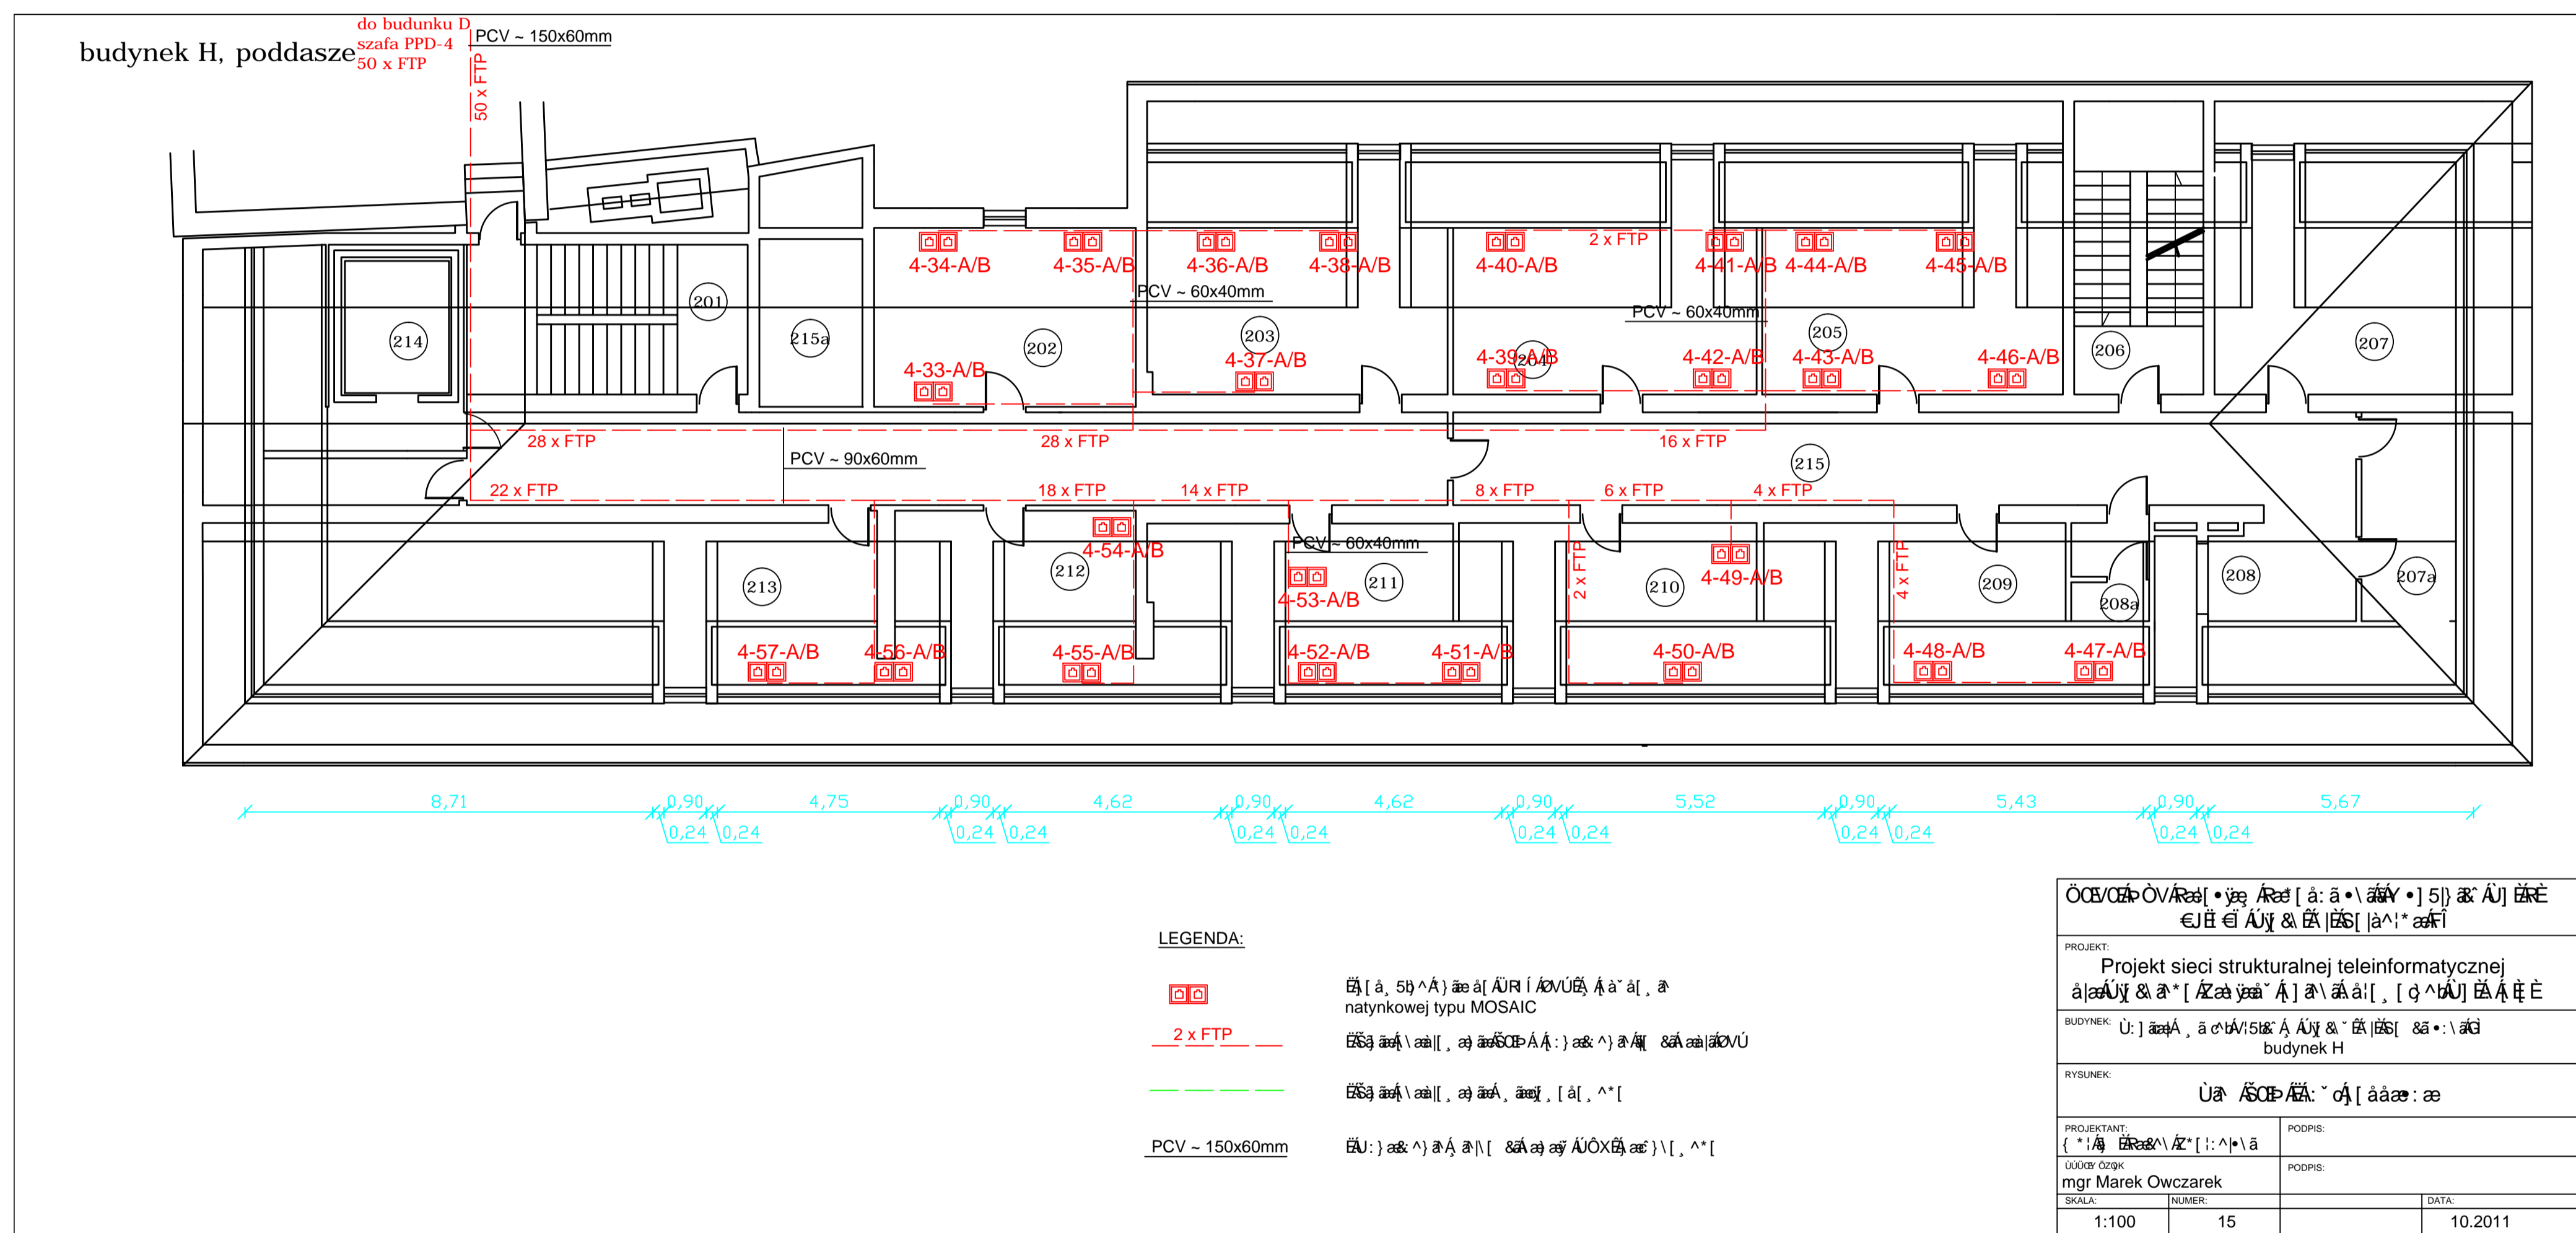 budynek H, poddasze
do budunku D
szafa PPD-4
50 x FTP
PCV ~ 150x60mm
50 x FTP
4-34-A/B
4-35-A/B
4-36-A/B
4-38-A/B
4-40-A/B
2 x FTP
4-41-A/B
4-44-A/B
4-45-A/B
PCV ~ 60x40mm
PCV ~ 60x40mm
201
214
215a
202
203
204
205
206
207
4-33-A/B
4-37-A/B
4-39-A/B
4-42-A/B
4-43-A/B
4-46-A/B
28 x FTP
28 x FTP
16 x FTP
PCV ~ 90x60mm
215
22 x FTP
18 x FTP
14 x FTP
8 x FTP
6 x FTP
4 x FTP
4-54-A/B
PCV ~ 60x40mm
2 x FTP
4-49-A/B
4 x FTP
213
212
211
210
209
208a
208
207a
4-53-A/B
4-57-A/B
4-56-A/B
4-55-A/B
4-52-A/B
4-51-A/B
4-50-A/B
4-48-A/B
4-47-A/B
8,71 0,90 4,75 0,90 4,62 0,90 4,62 0,90 5,52 0,90 5,43 0,90 5,67
0,24 0,24 0,24 0,24 0,24 0,24 0,24 0,24 0,24 0,24 0,24 0,24
LEGENDA:
natynkowej typu MOSAIC
2 x FTP
PCV ~ 150x60mm
PROJEKT:
Projekt sieci strukturalnej teleinformatycznej
BUDYNEK:
budynek H
RYSUNEK:
PROJEKTANT:
PODPIS:
mgr Marek Owczarek
PODPIS:
SKALA:
NUMER:
DATA:
1:100
15
10.2011